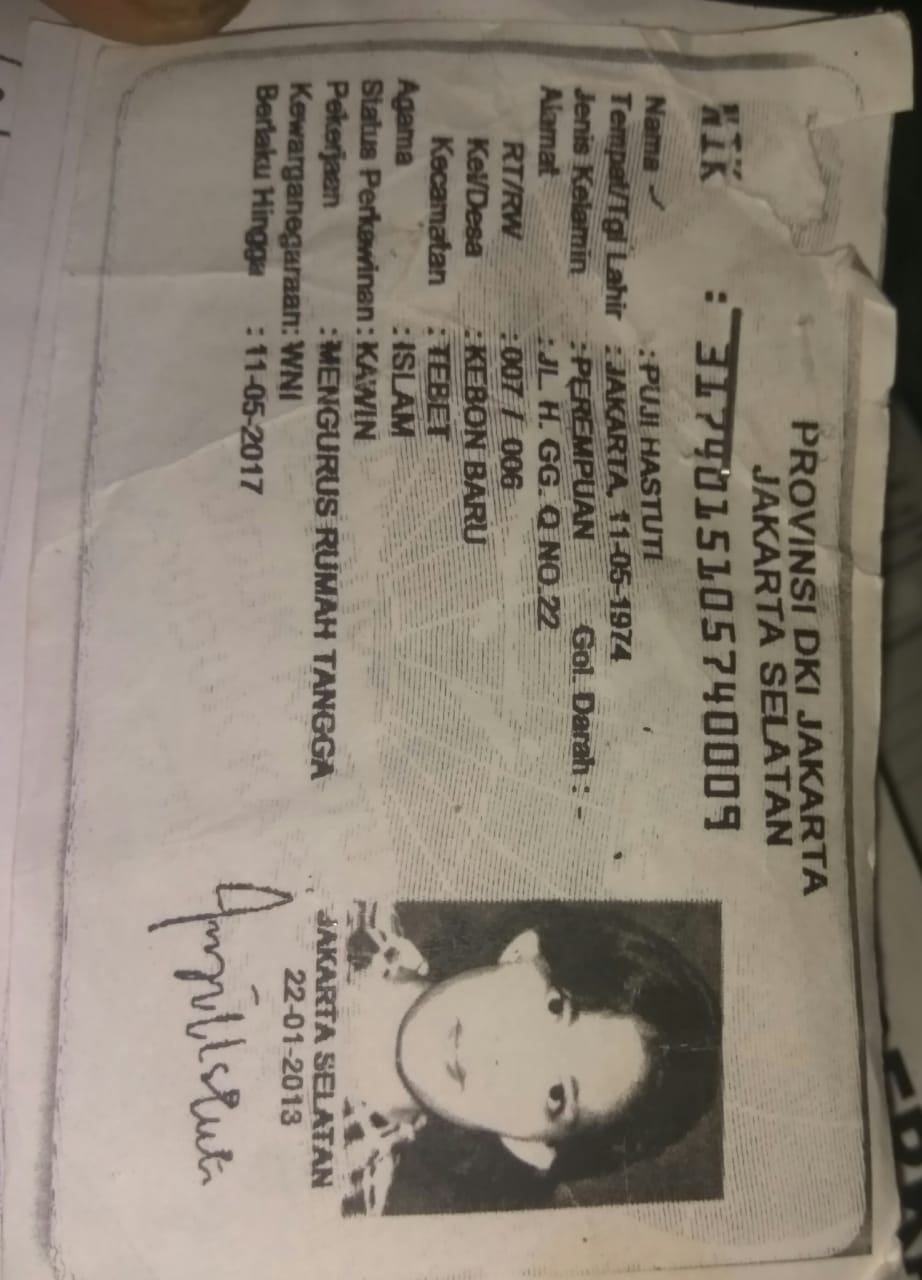 PROVINSI DKI JAKARTA
JAKARTA SELATAN
NIK : 3174015105740009
Nama : PUJI HASTUTI
Tempat/Tgl Lahir : JAKARTA, 11-05-1974
Jenis Kelamin : PEREMPUAN Gol. Darah : -
Alamat : JL. H. GG. Q NO.22
RT/RW : 007 / 006
Kel/Desa : KEBON BARU
Kecamatan : TEBET
Agama : ISLAM
Status Perkawinan : KAWIN
Pekerjaan : MENGURUS RUMAH TANGGA
Kewarganegaraan: WNI
Berlaku Hingga : 11-05-2017
JAKARTA SELATAN
22-01-2013